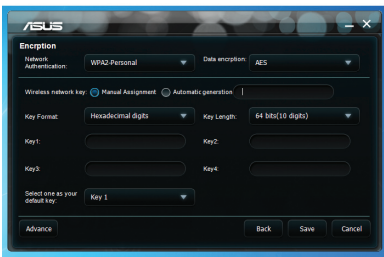 ASUS
Encrption
Network Authentication: WPA2-Personal Data encrption: AES
Wireless network key: Manual Assignment Automatic generation
Key Format: Hexadecimal digits Key Length: 64 bits(10 digits)
Key1: Key2:
Key3: Key4:
Select one as your default key: Key 1
Advance Back Save Cancel